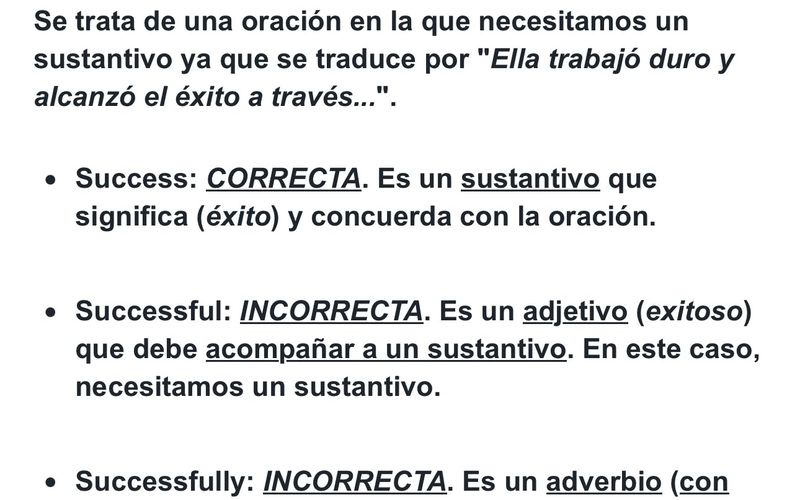 Se trata de una oración en la que necesitamos un
sustantivo ya que se traduce por "Ella trabajó duro y
alcanzó el éxito a través...".
• Success: CORRECTA. Es un sustantivo que
significa (éxito) y concuerda con la oración.
• Successful: INCORRECTA. Es un adjetivo (exitoso)
que debe acompañar a un sustantivo. En este caso,
necesitamos un sustantivo.
• Successfully: INCORRECTA. Es un adverbio (con